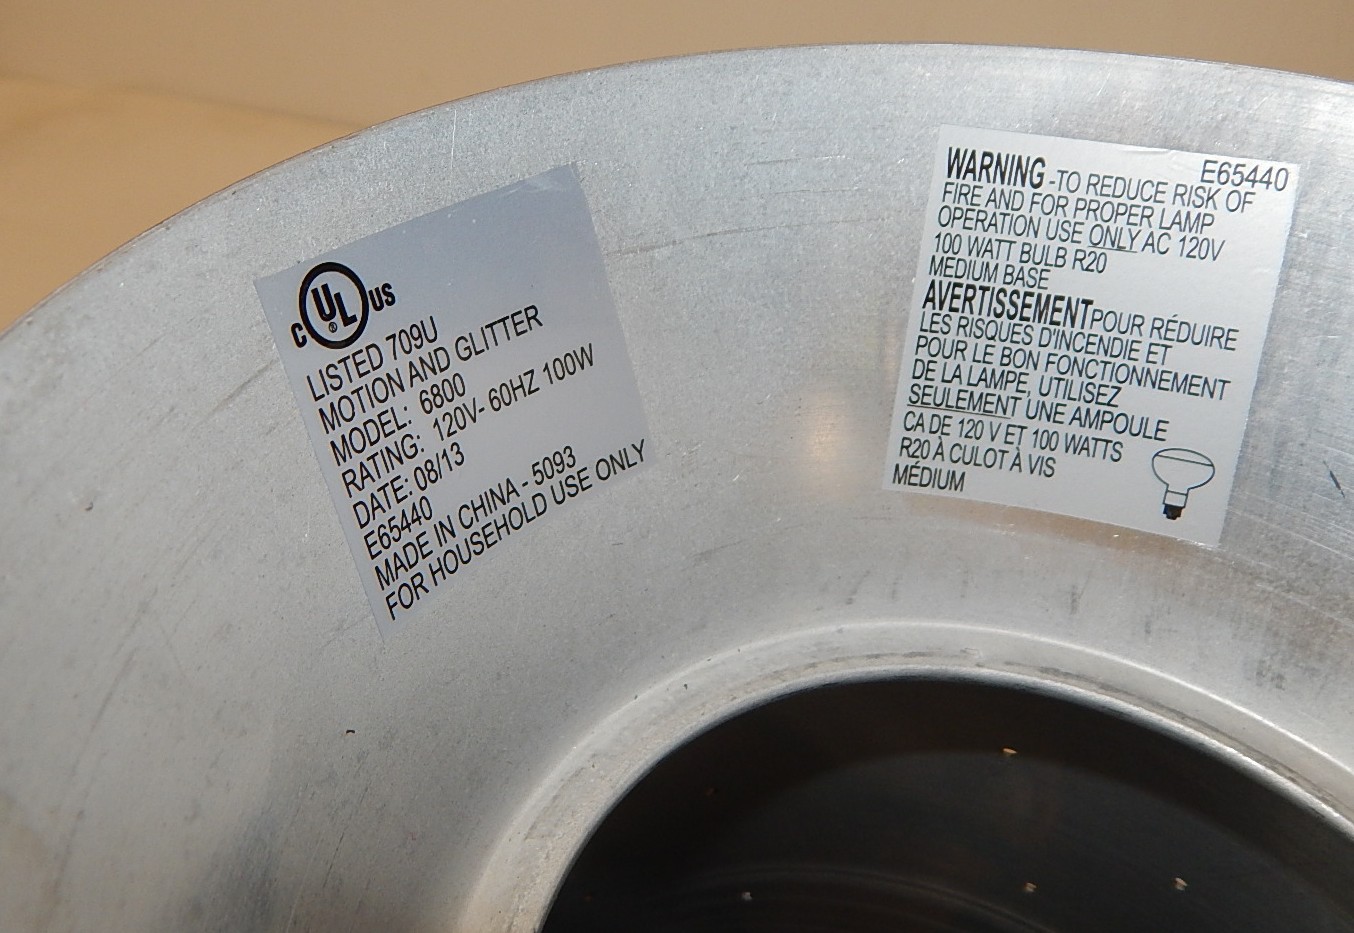 C UL ® US
LISTED 709U
MOTION AND GLITTER
MODEL: 6800
RATING: 120V- 60HZ 100W
DATE: 08/13
E65440
MADE IN CHINA - 5093
FOR HOUSEHOLD USE ONLY
E65440
WARNING -TO REDUCE RISK OF
FIRE AND FOR PROPER LAMP
OPERATION USE ONLY AC 120V
100 WATT BULB R20
MEDIUM BASE
AVERTISSEMENT POUR RÉDUIRE
LES RISQUES D'INCENDIE ET
POUR LE BON FONCTIONNEMENT
DE LA LAMPE, UTILISEZ
SEULEMENT UNE AMPOULE
CA DE 120 V ET 100 WATTS
R20 À CULOT À VIS
MÉDIUM